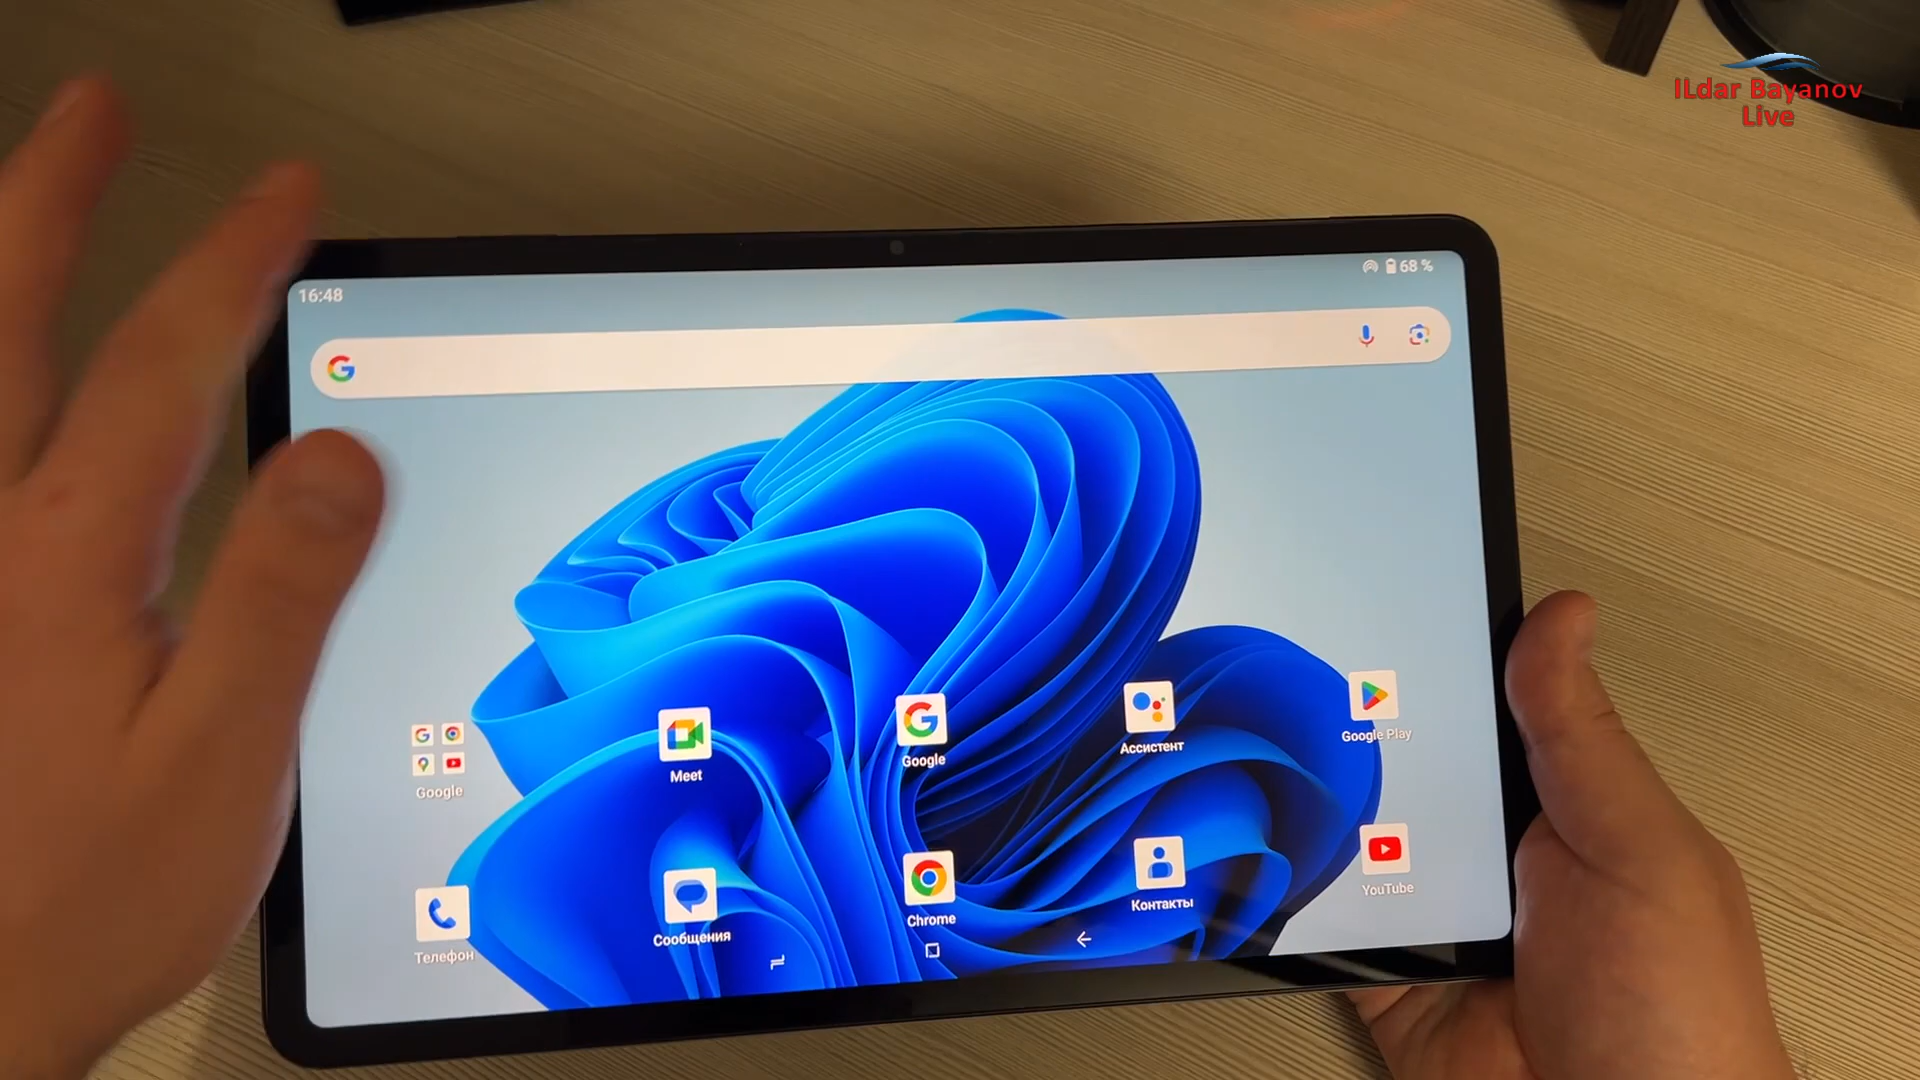 ILdar Bayanov
Live
16:48
68 %
Google
Meet
Google
Ассистент
Google Play
Телефон
Сообщения
Chrome
Контакты
YouTube